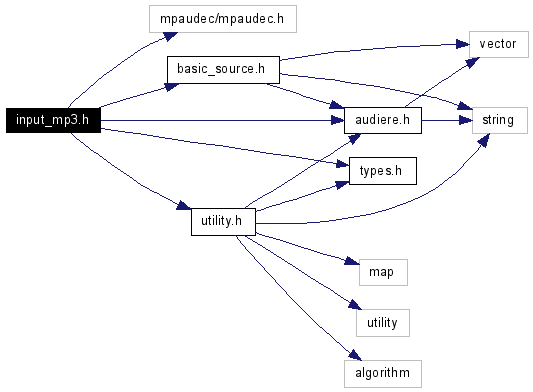 mpaudec/mpaudec.h
vector
basic_source.h
input_mp3.h
audiere.h
string
types.h
utility.h
map
utility
algorithm